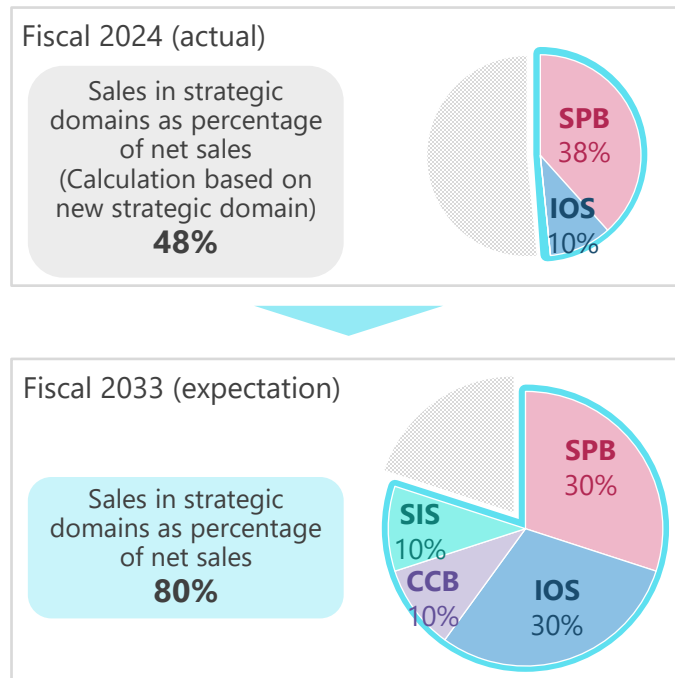 Fiscal 2024 (actual)
Sales in strategic
domains as percentage
of net sales
(Calculation based on
new strategic domain)
48%
SPB
38%
IOS
10%
Fiscal 2033 (expectation)
Sales in strategic
domains as percentage
of net sales
80%
SPB
30%
SIS
10%
CCB
10%
IOS
30%